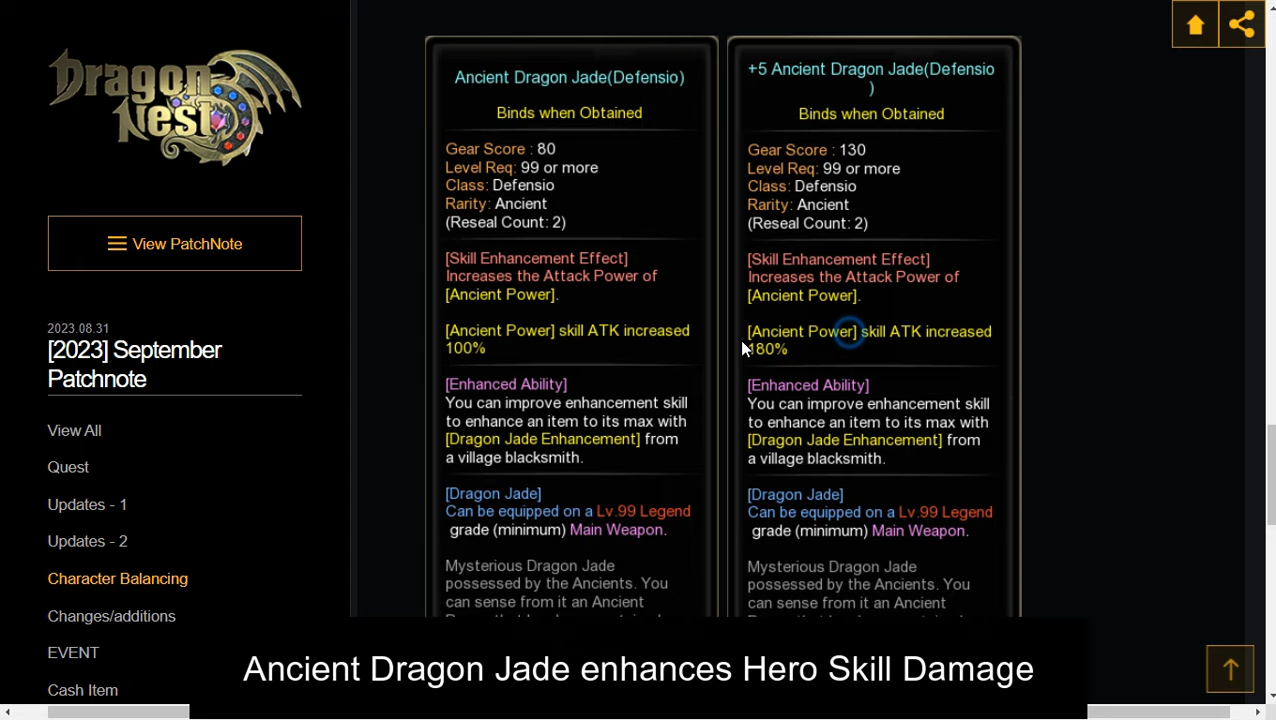 Dragon
Nest
View PatchNote
2023.08.31
[2023] September
Patchnote
View All
Quest
Updates - 1
Updates - 2
Character Balancing
Changes/additions
EVENT
Cash Item
Ancient Dragon Jade(Defensio)
Binds when Obtained
Gear Score : 80
Level Req: 99 or more
Class: Defensio
Rarity: Ancient
(Reseal Count: 2)
[Skill Enhancement Effect]
Increases the Attack Power of
[Ancient Power].
[Ancient Power] skill ATK increased
100%
[Enhanced Ability]
You can improve enhancement skill
to enhance an item to its max with
[Dragon Jade Enhancement] from
a village blacksmith.
[Dragon Jade]
Can be equipped on a Lv.99 Legend
grade (minimum) Main Weapon.
Mysterious Dragon Jade
possessed by the Ancients. You
can sense from it an Ancient
+5 Ancient Dragon Jade(Defensio
)
Binds when Obtained
Gear Score : 130
Level Req: 99 or more
Class: Defensio
Rarity: Ancient
(Reseal Count: 2)
[Skill Enhancement Effect]
Increases the Attack Power of
[Ancient Power].
[Ancient Power] skill ATK increased
180%
[Enhanced Ability]
You can improve enhancement skill
to enhance an item to its max with
[Dragon Jade Enhancement] from
a village blacksmith.
[Dragon Jade]
Can be equipped on a Lv.99 Legend
grade (minimum) Main Weapon.
Mysterious Dragon Jade
possessed by the Ancients. You
can sense from it an Ancient
Ancient Dragon Jade enhances Hero Skill Damage